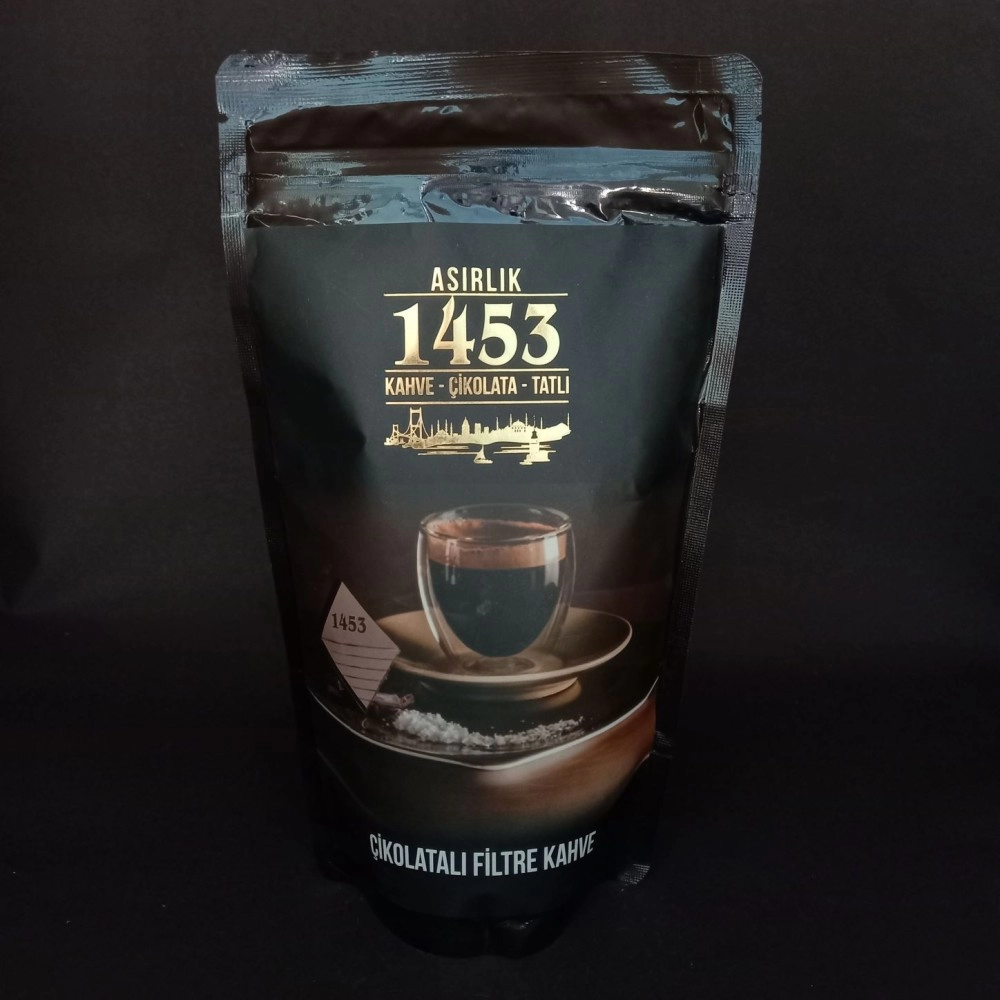 ASIRLIK
1453
KAHVE - ÇİKOLATA - TATLI
1453
ÇİKOLATALI FİLTRE KAHVE